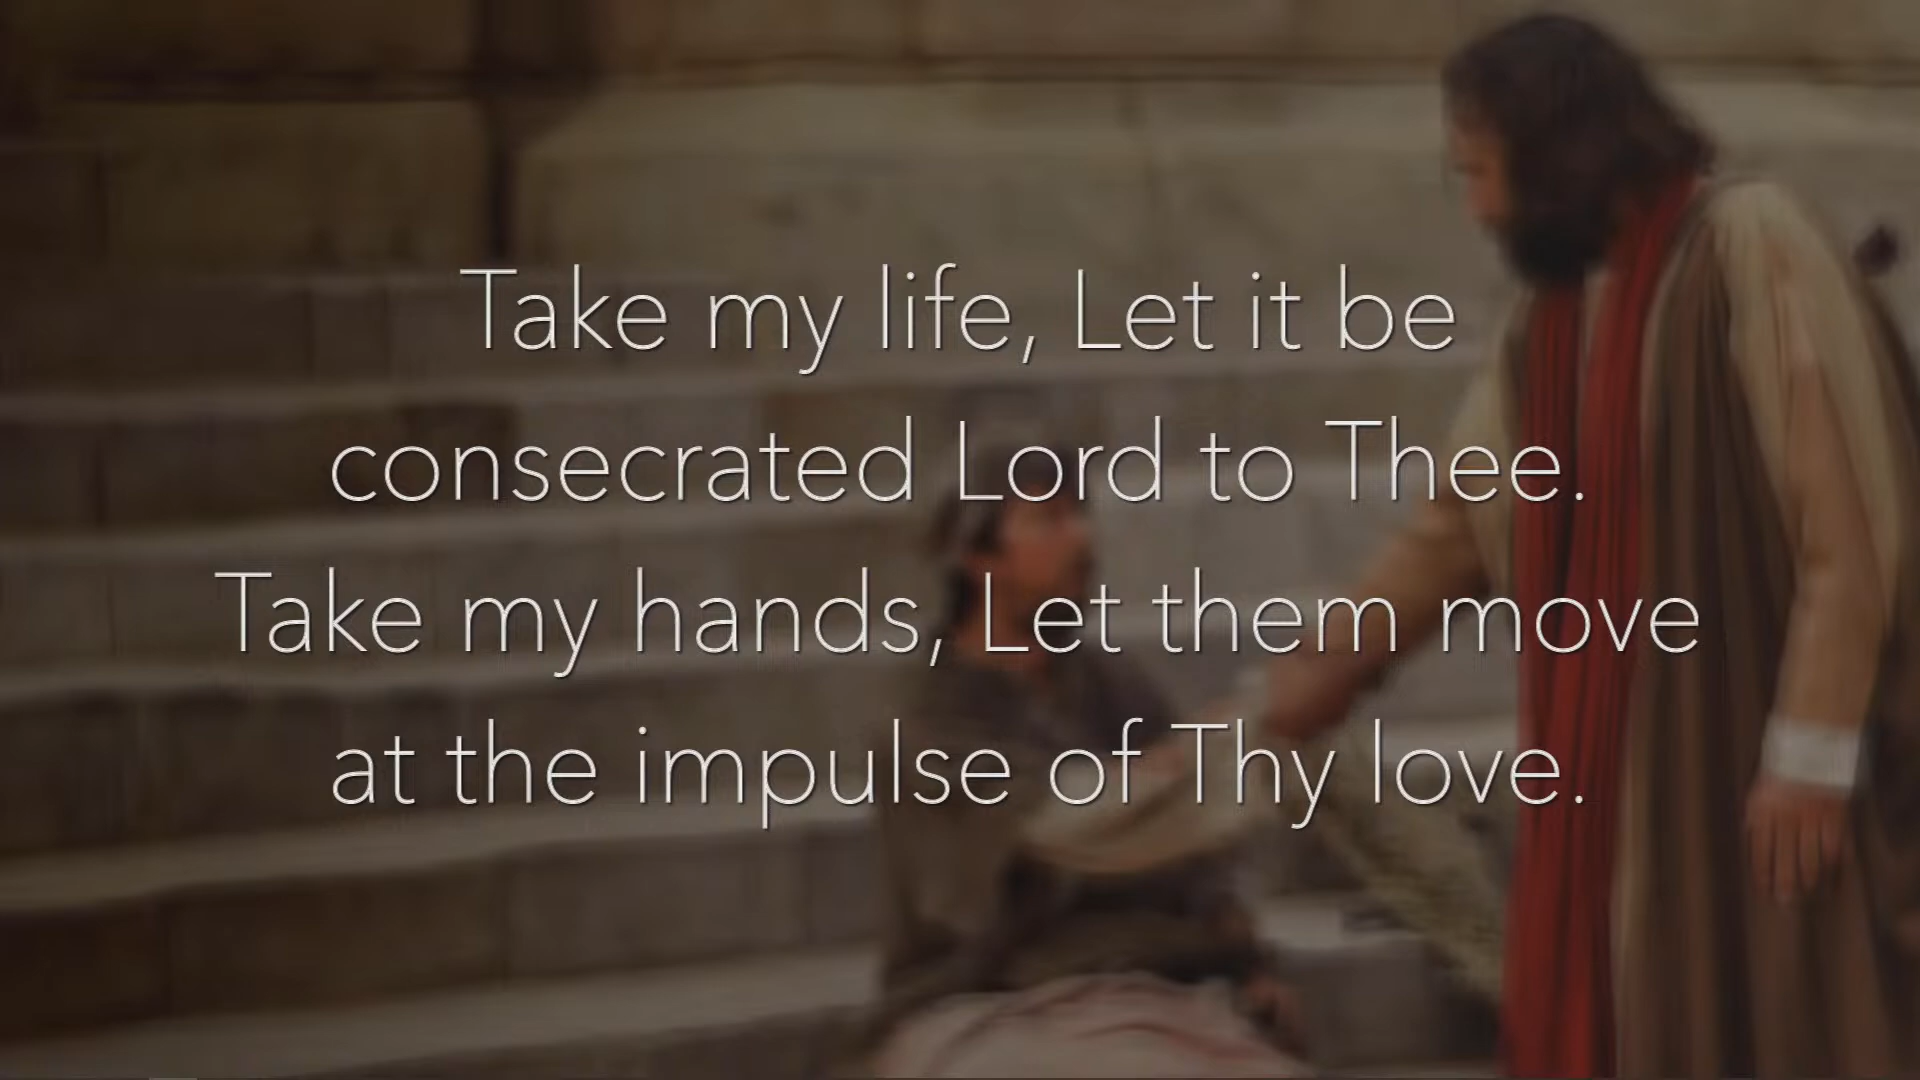 Take my life, Let it be
consecrated Lord to Thee.
Take my hands, Let them move
at the impulse of Thy love.